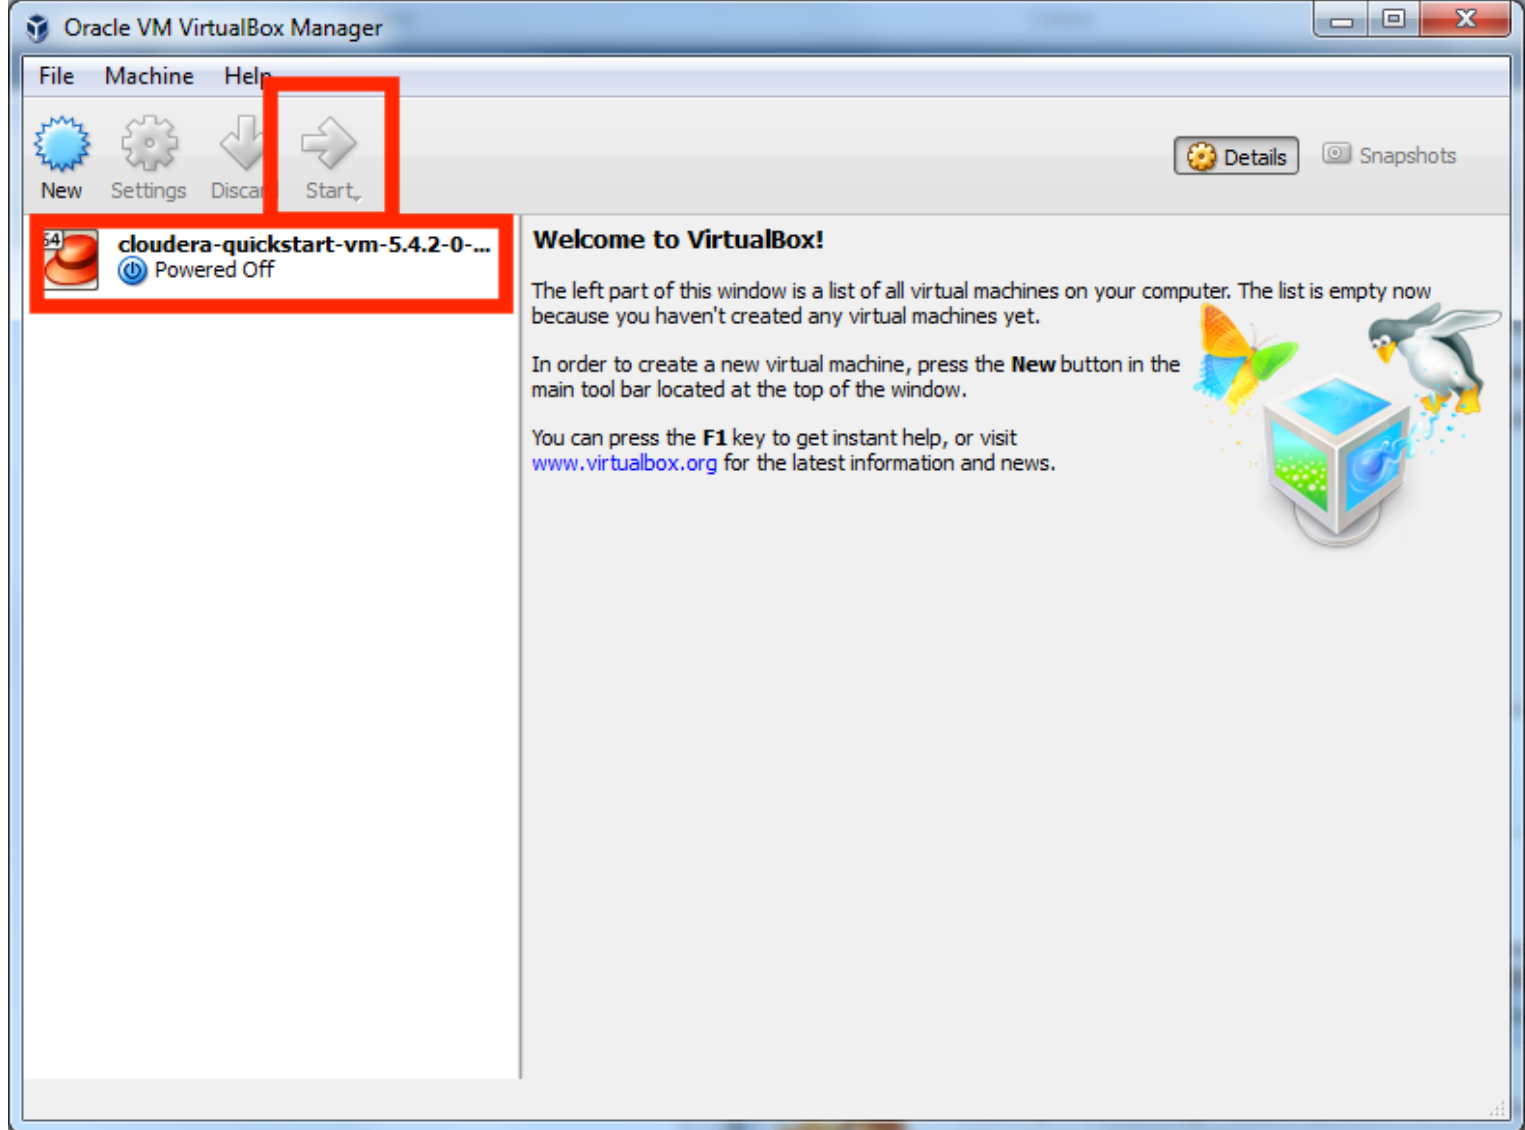 Oracle VM VirtualBox Manager
File Machine Help
New Settings Discard Start
Details Snapshots
64
cloudera-quickstart-vm-5.4.2-0-...
Powered Off
Welcome to VirtualBox!
The left part of this window is a list of all virtual machines on your computer. The list is empty now
because you haven't created any virtual machines yet.
In order to create a new virtual machine, press the New button in the
main tool bar located at the top of the window.
You can press the F1 key to get instant help, or visit
www.virtualbox.org for the latest information and news.